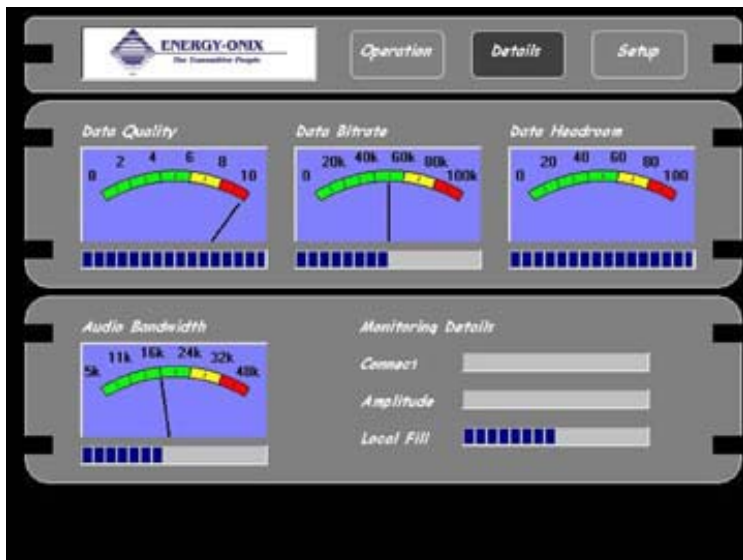 ENERGY-ONIX
The Transmitter People
Operation
Details
Setup
Data Quality
0 2 4 6 8 10
Data Bitrate
0 20k 40k 60k 80k 100k
Data Headroom
0 20 40 60 80 100
Audio Bandwidth
5k 11k 16k 24k 32k 48k
Monitoring Details
Connect
Amplitude
Local Fill